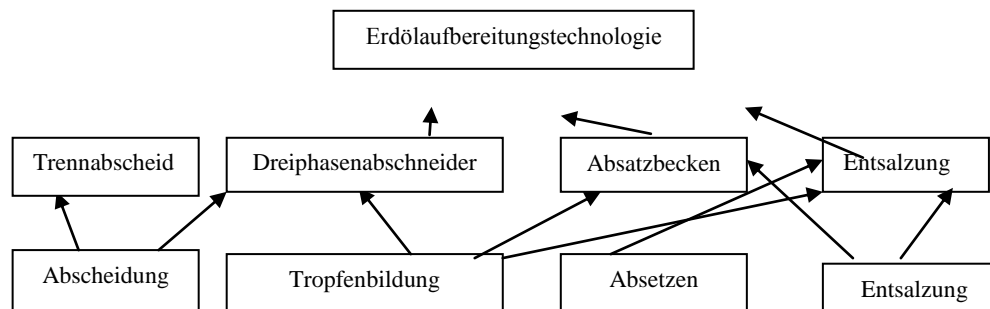 Erdölaufbereitungstechnologie
Trennabscheid
Dreiphasenabschneider
Absatzbecken
Entsalzung
Abscheidung
Tropfenbildung
Absetzen
Entsalzung